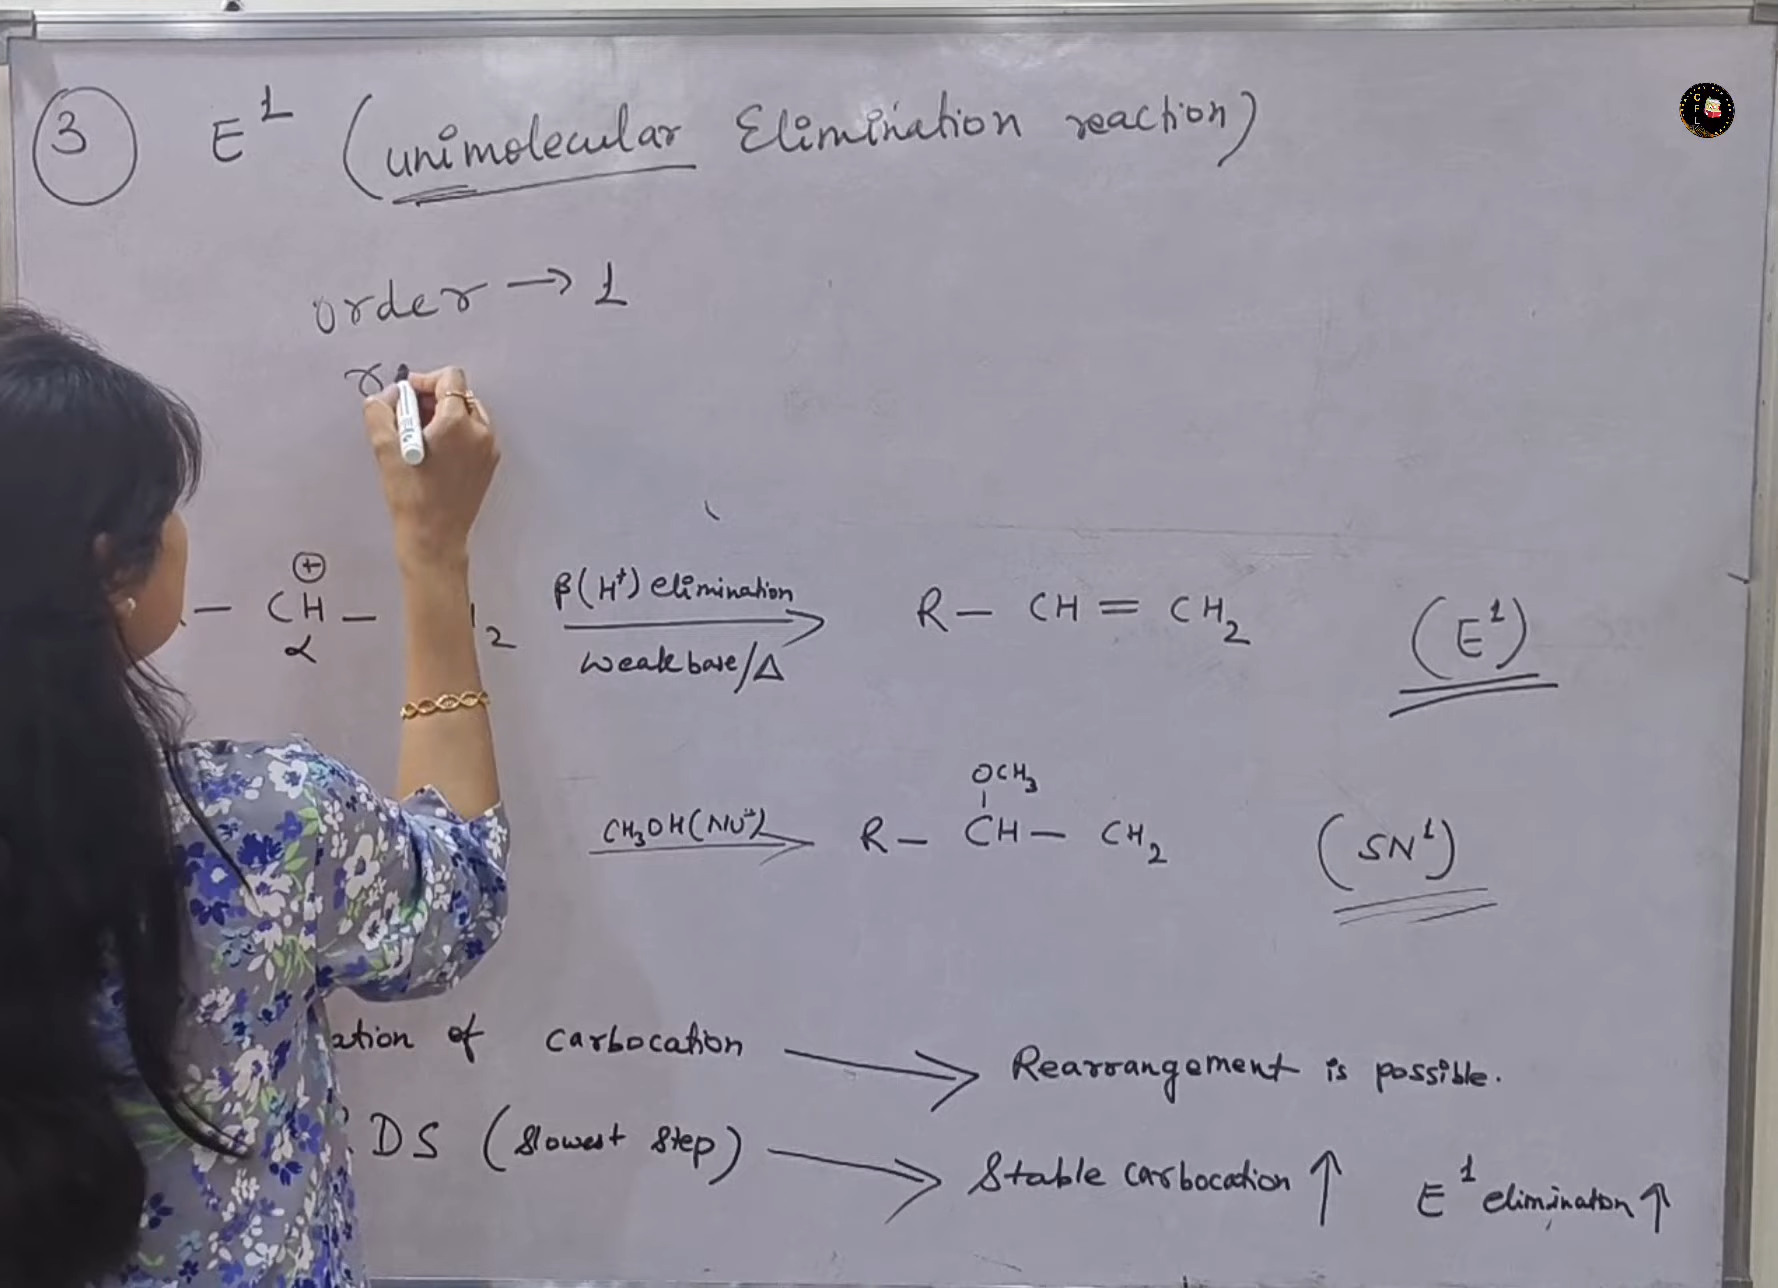 3 E¹ (unimolecular Elimination reaction)
order → 1
r
⊕
— CH — 2
α
β(H⁺) elimination
weak base/Δ
R — CH = CH₂ (E¹)
CH₃OH(Nu⁻)
OCH₃
R — CH — CH₂ (SN¹)
ation of carbocation → Rearrangement is possible.
DS (slowest step) → Stable carbocation ↑ E¹ elimination ↑